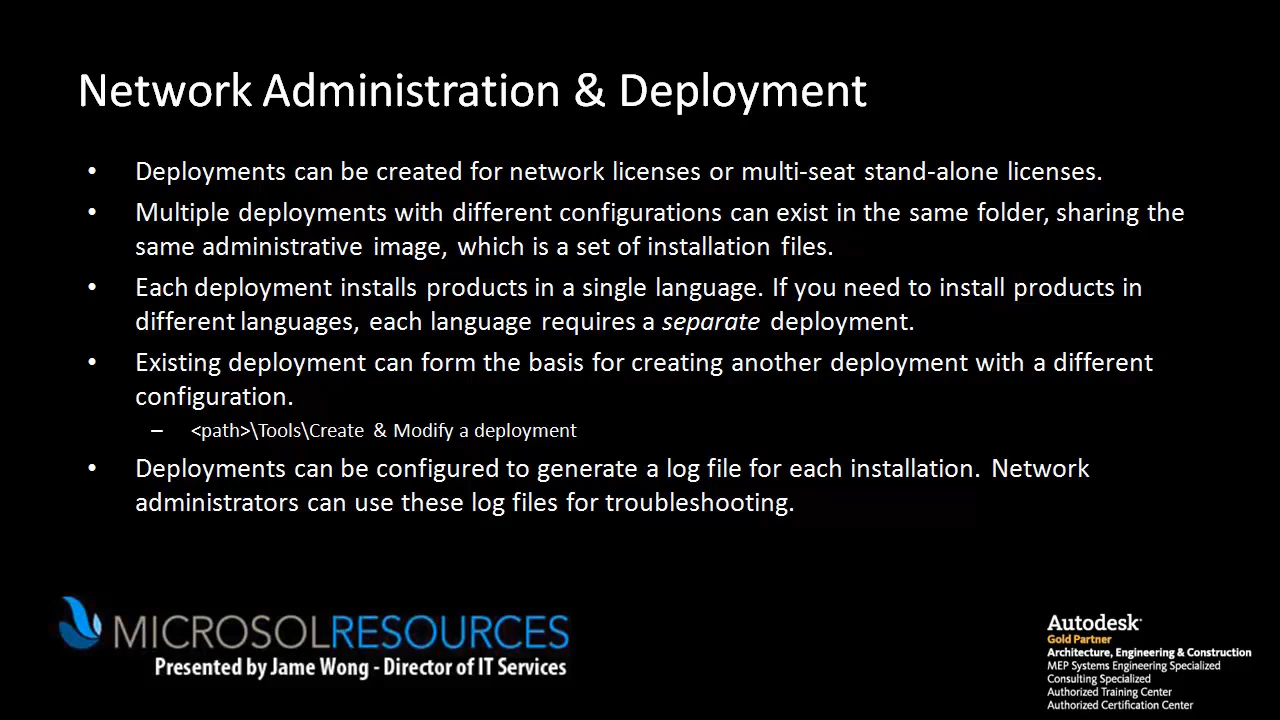 Network Administration & Deployment
• Deployments can be created for network licenses or multi-seat stand-alone licenses.
• Multiple deployments with different configurations can exist in the same folder, sharing the
same administrative image, which is a set of installation files.
• Each deployment installs products in a single language. If you need to install products in
different languages, each language requires a separate deployment.
• Existing deployment can form the basis for creating another deployment with a different
configuration.
– <path>\Tools\Create & Modify a deployment
• Deployments can be configured to generate a log file for each installation. Network
administrators can use these log files for troubleshooting.
MICROSOLRESOURCES
Presented by Jame Wong - Director of IT Services
Autodesk
Gold Partner
Architecture, Engineering & Construction
MEP Systems Engineering Specialized
Consulting Specialized
Authorized Training Center
Authorized Certification Center